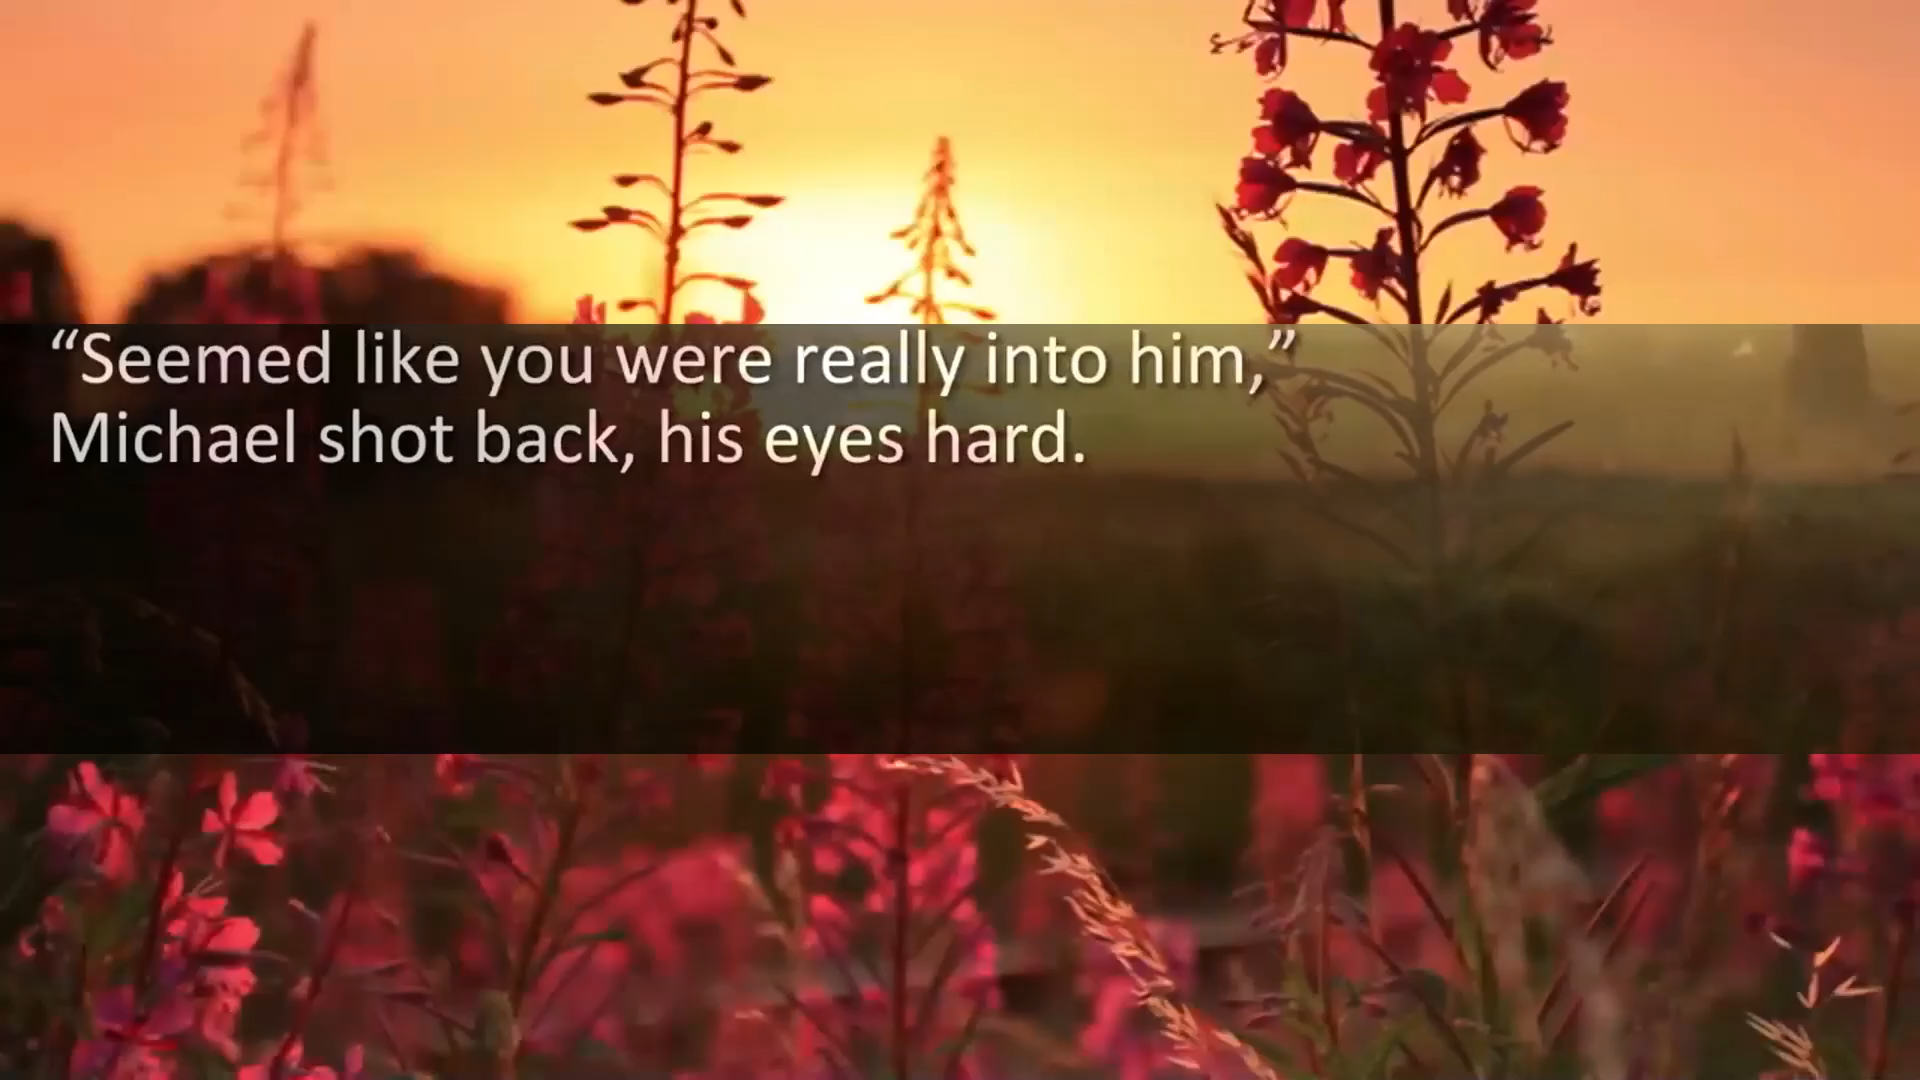 “Seemed like you were really into him,”
Michael shot back, his eyes hard.